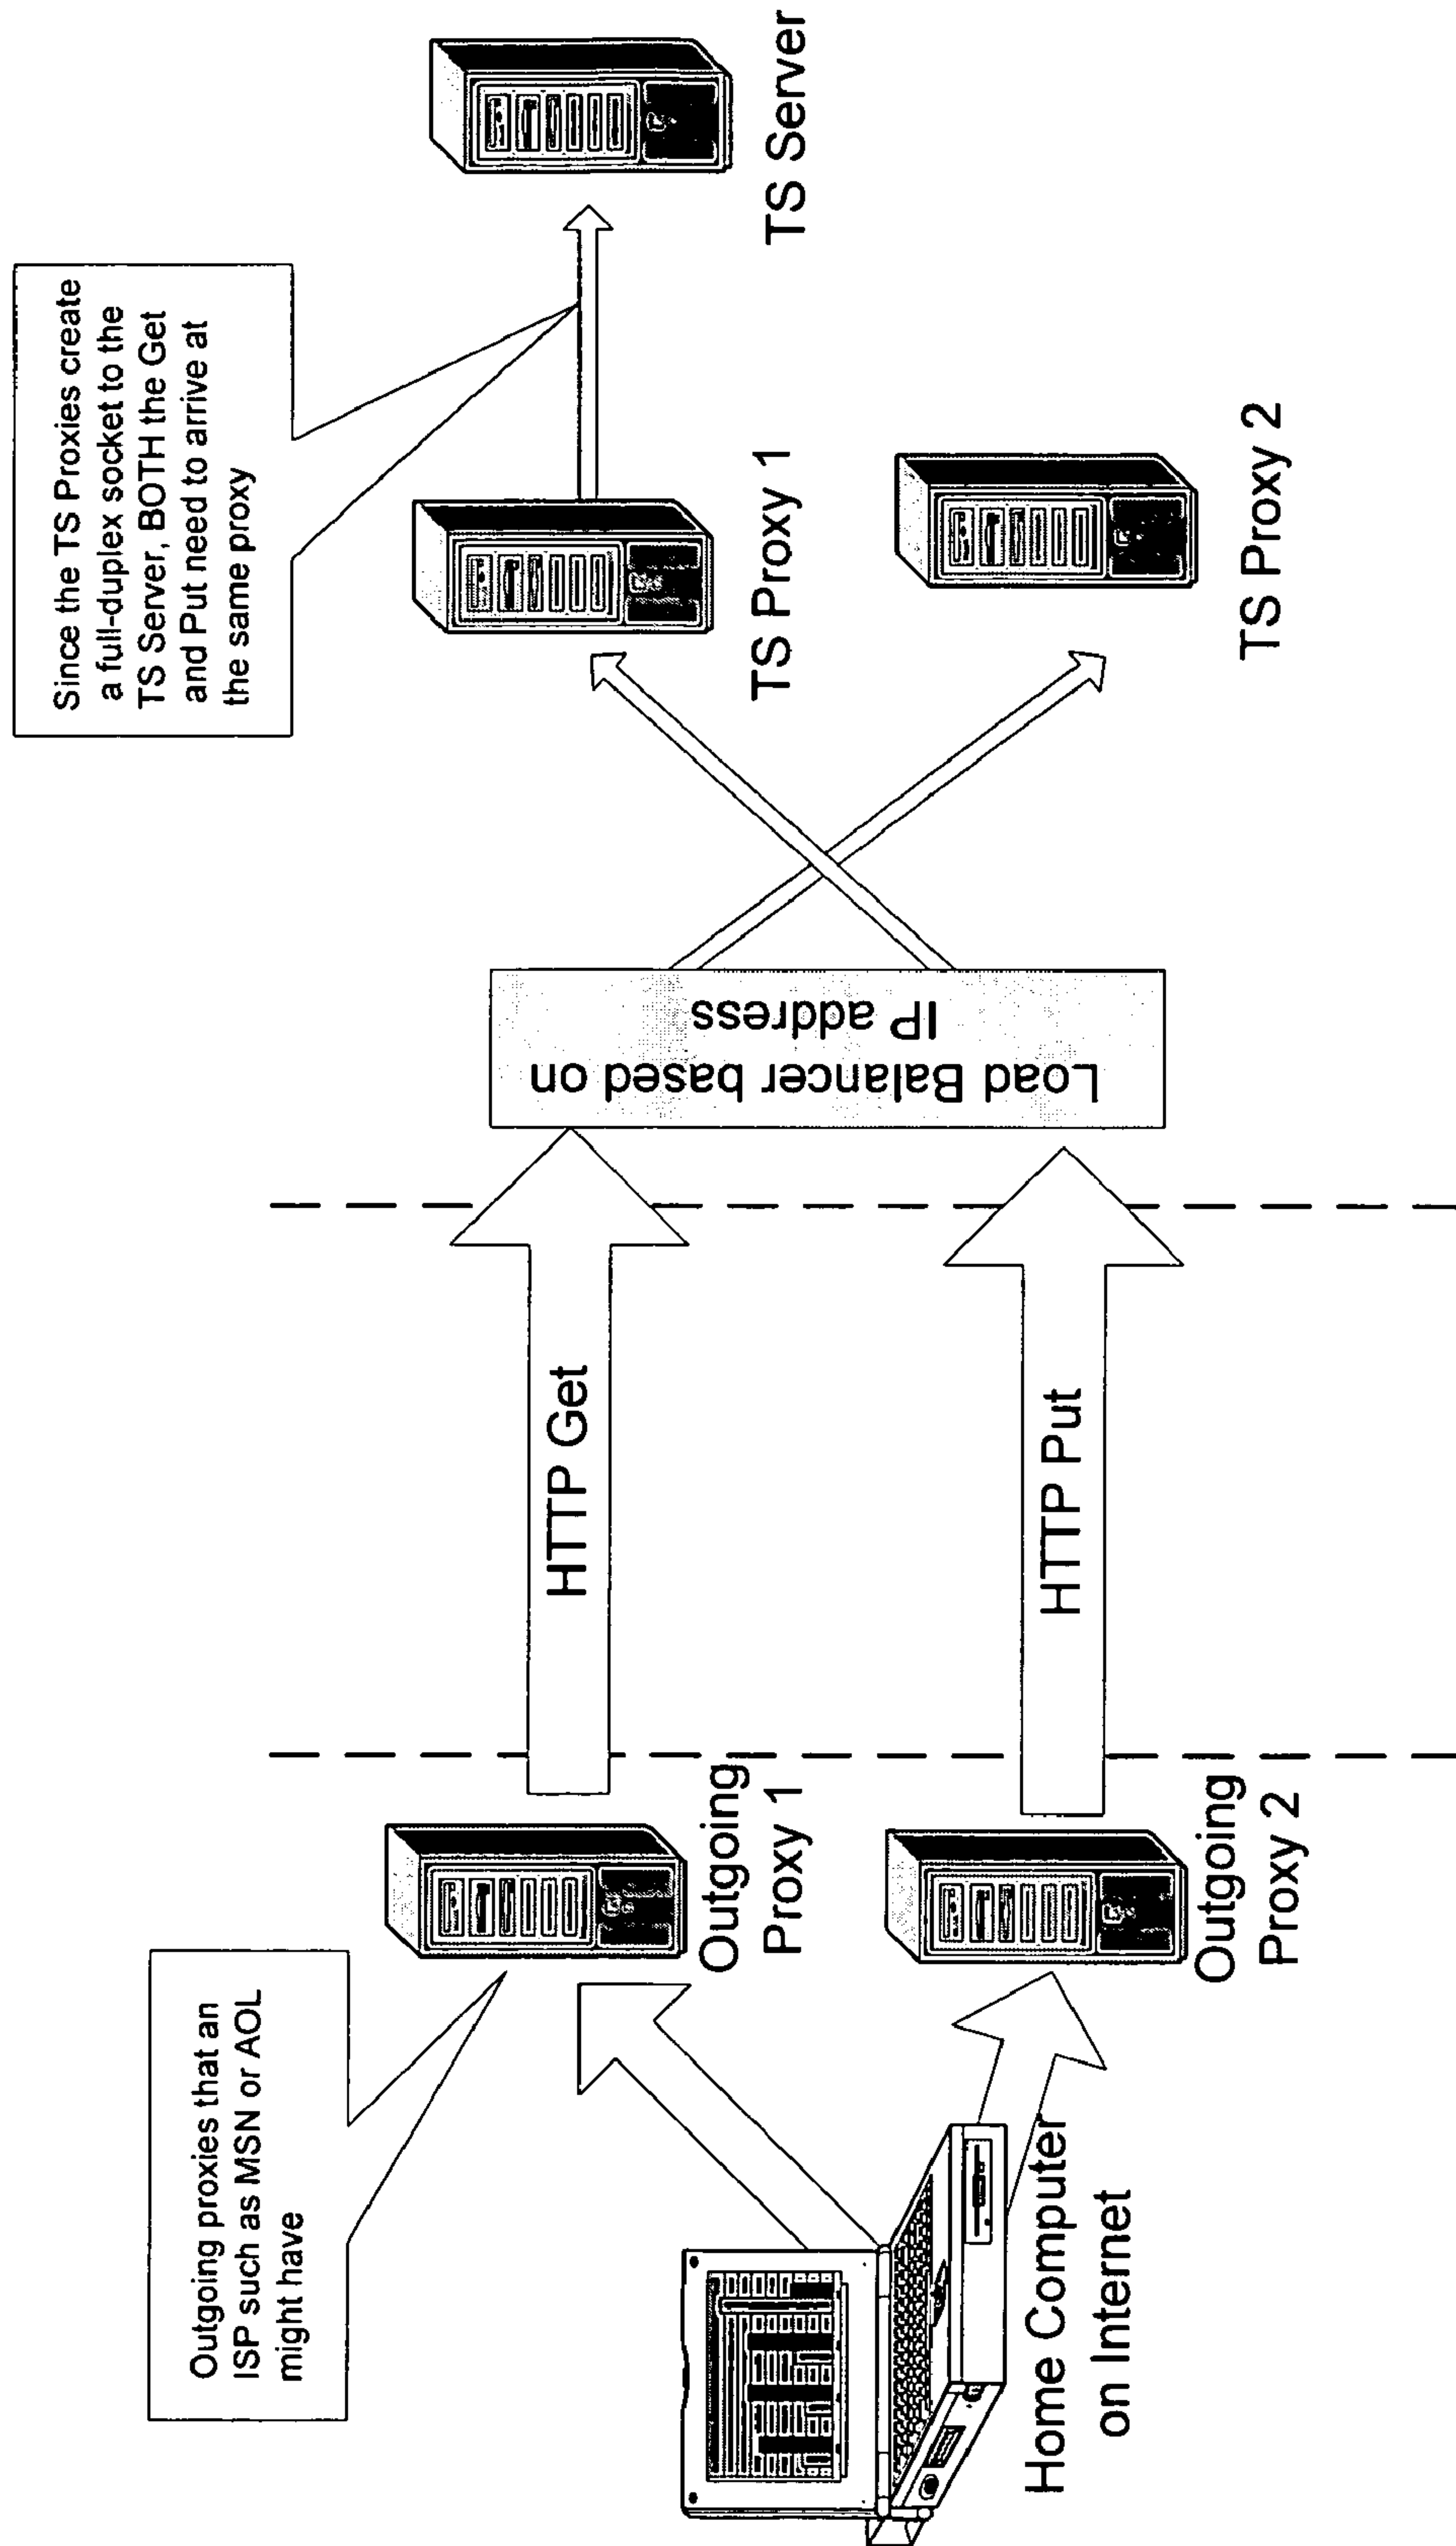 Outgoing proxies that an
ISP such as MSN or AOL
might have
Since the TS Proxies create
a full-duplex socket to the
TS Server, BOTH the Get
and Put need to arrive at
the same proxy
Outgoing
Proxy 1
HTTP Get
TS Proxy 1
TS Server
Load Balancer based on
IP address
Home Computer
on Internet
Outgoing
Proxy 2
HTTP Put
TS Proxy 2